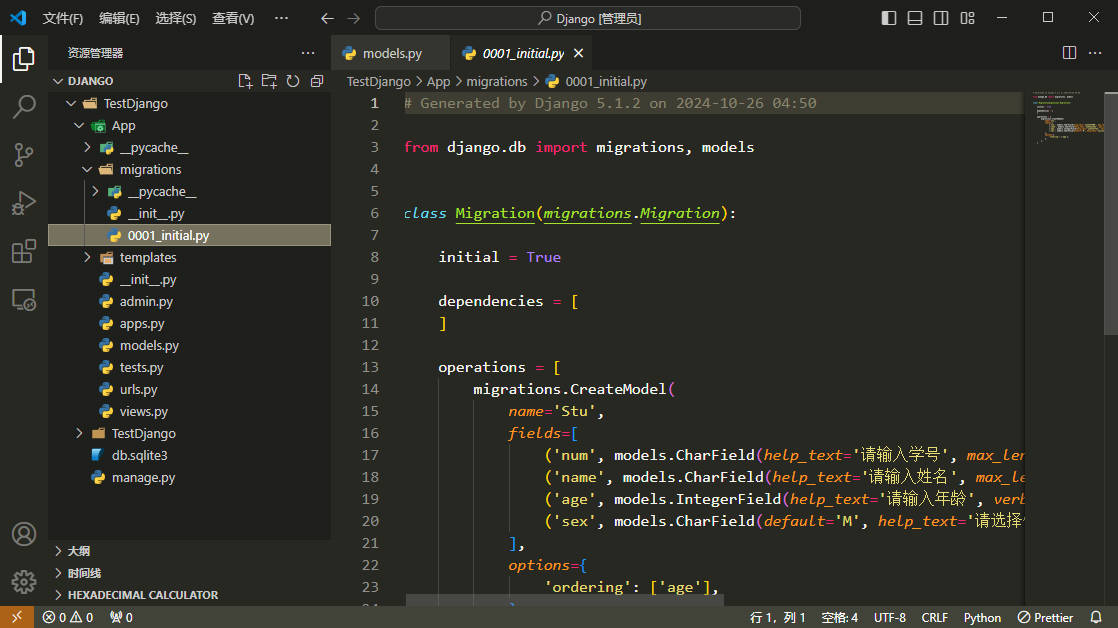 文件(F) 编辑(E) 选择(S) 查看(V) ··· Django [管理员]
资源管理器 ···
DJANGO
TestDjango
App
__pycache__
migrations
__pycache__
__init__.py
0001_initial.py
templates
__init__.py
admin.py
apps.py
models.py
tests.py
urls.py
views.py
TestDjango
db.sqlite3
manage.py
大纲
时间线
HEXADECIMAL CALCULATOR
models.py 0001_initial.py ···
TestDjango > App > migrations > 0001_initial.py
1 # Generated by Django 5.1.2 on 2024-10-26 04:50
2
3 from django.db import migrations, models
4
5
6 class Migration(migrations.Migration):
7
8 initial = True
9
10 dependencies = [
11 ]
12
13 operations = [
14 migrations.CreateModel(
15 name='Stu',
16 fields=[
17 ('num', models.CharField(help_text='请输入学号', max_len
18 ('name', models.CharField(help_text='请输入姓名', max_le
19 ('age', models.IntegerField(help_text='请输入年龄', verb
20 ('sex', models.CharField(default='M', help_text='请选择
21 ],
22 options={
23 'ordering': ['age'],
0 0 0 行 1，列 1 空格: 4 UTF-8 CRLF Python Prettier